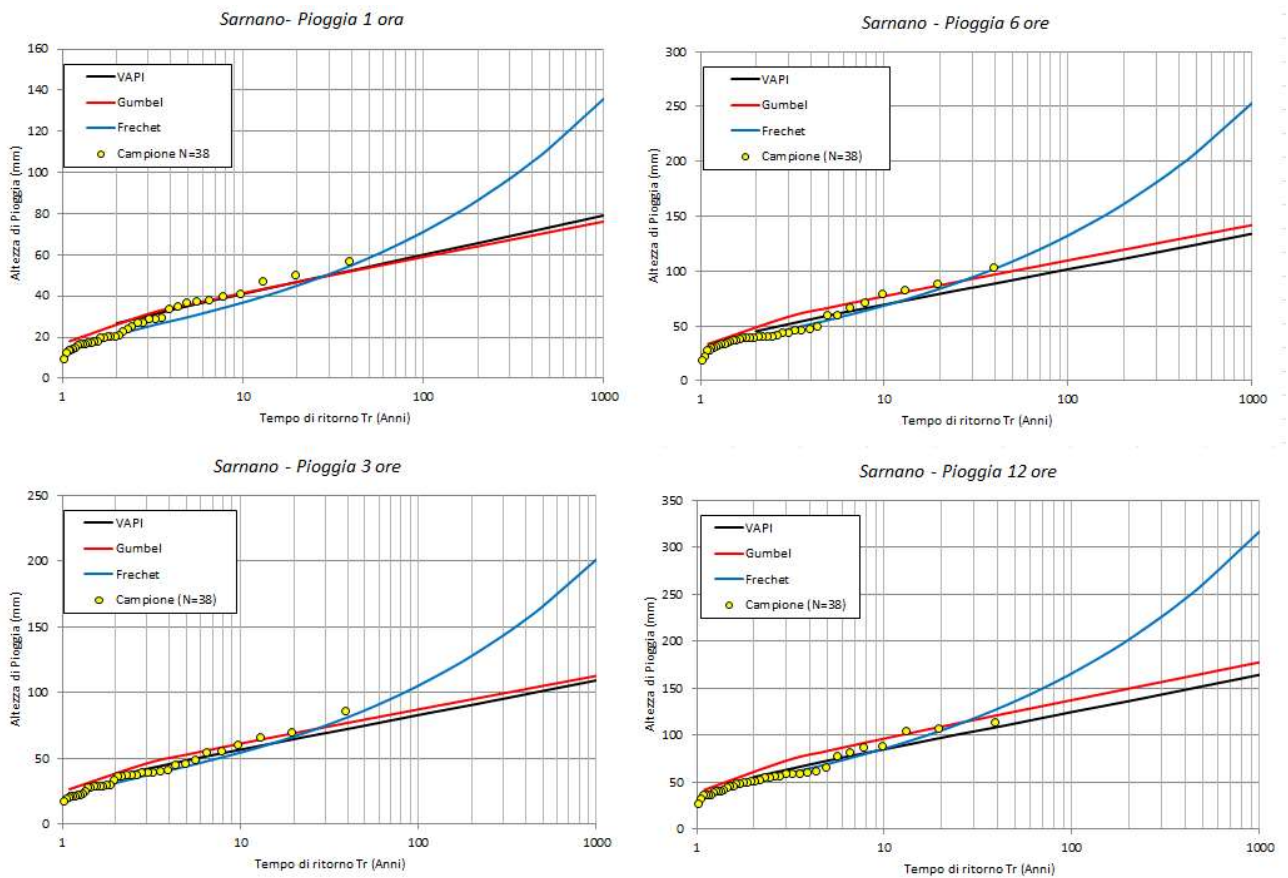 Sarnano- Pioggia 1 ora
160
140
120
100
80
60
40
20
0
Altezza di Pioggia (mm)
VAPI
Gumbel
Frechet
Campione N=38
1
10
100
1000
Tempo di ritorno Tr (Anni)
Sarnano - Pioggia 6 ore
300
250
200
150
100
50
0
Altezza di Pioggia (mm)
VAPI
Gumbel
Frechet
Campione (N=38)
1
10
100
1000
Tempo di ritorno Tr (Anni)
Sarnano - Pioggia 3 ore
250
200
150
100
50
0
Altezza di Pioggia (mm)
VAPI
Gumbel
Frechet
Campione (N=38)
1
10
100
1000
Tempo di ritorno Tr (Anni)
Sarnano - Pioggia 12 ore
350
300
250
200
150
100
50
0
Altezza di Pioggia (mm)
VAPI
Gumbel
Frechet
Campione (N=38)
1
10
100
1000
Tempo di ritorno Tr (Anni)